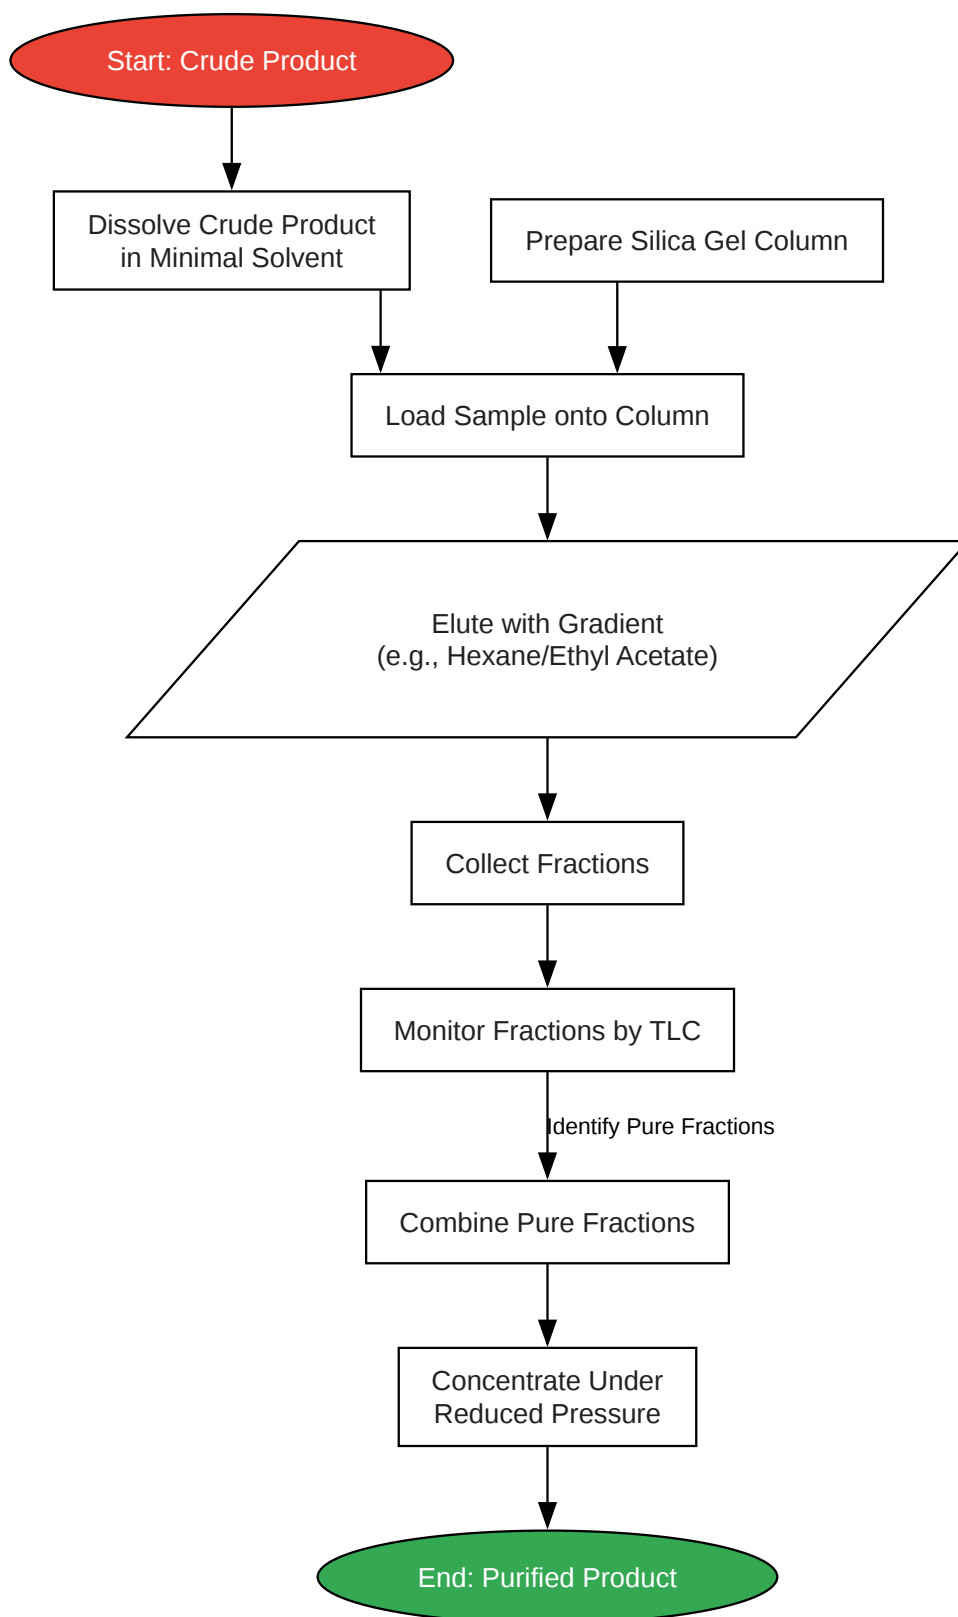 Start: Crude Product
Dissolve Crude Product
in Minimal Solvent
Prepare Silica Gel Column
Load Sample onto Column
Elute with Gradient
(e.g., Hexane/Ethyl Acetate)
Collect Fractions
Monitor Fractions by TLC
Identify Pure Fractions
Combine Pure Fractions
Concentrate Under
Reduced Pressure
End: Purified Product